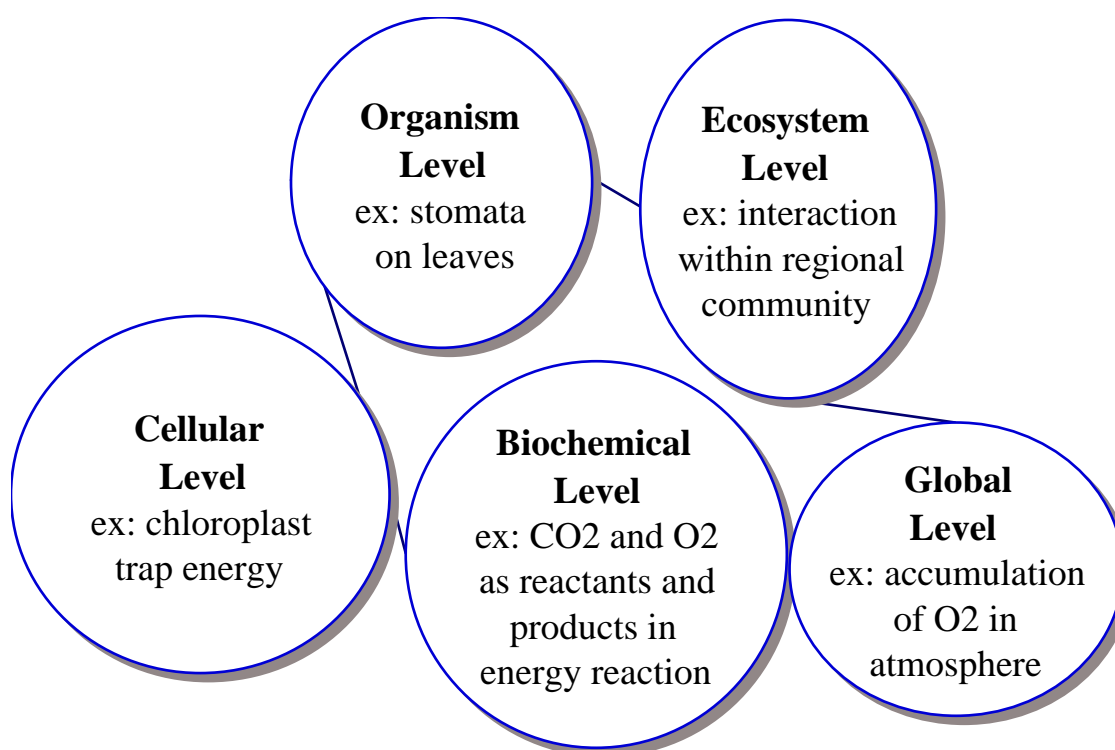 Organism
Level
ex: stomata
on leaves
Ecosystem
Level
ex: interaction
within regional
community
Cellular
Level
ex: chloroplast
trap energy
Biochemical
Level
ex: CO2 and O2
as reactants and
products in
energy reaction
Global
Level
ex: accumulation
of O2 in
atmosphere